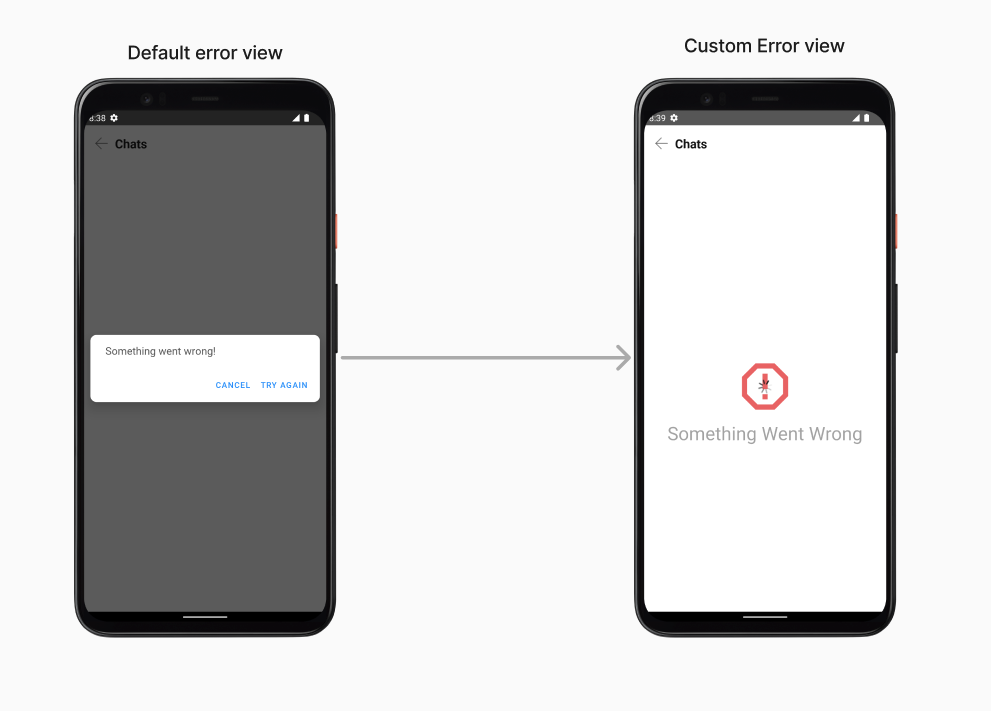 Default error view
Custom Error view
8:38
Chats
Something went wrong!
CANCEL TRY AGAIN
8:39
Chats
Something Went Wrong